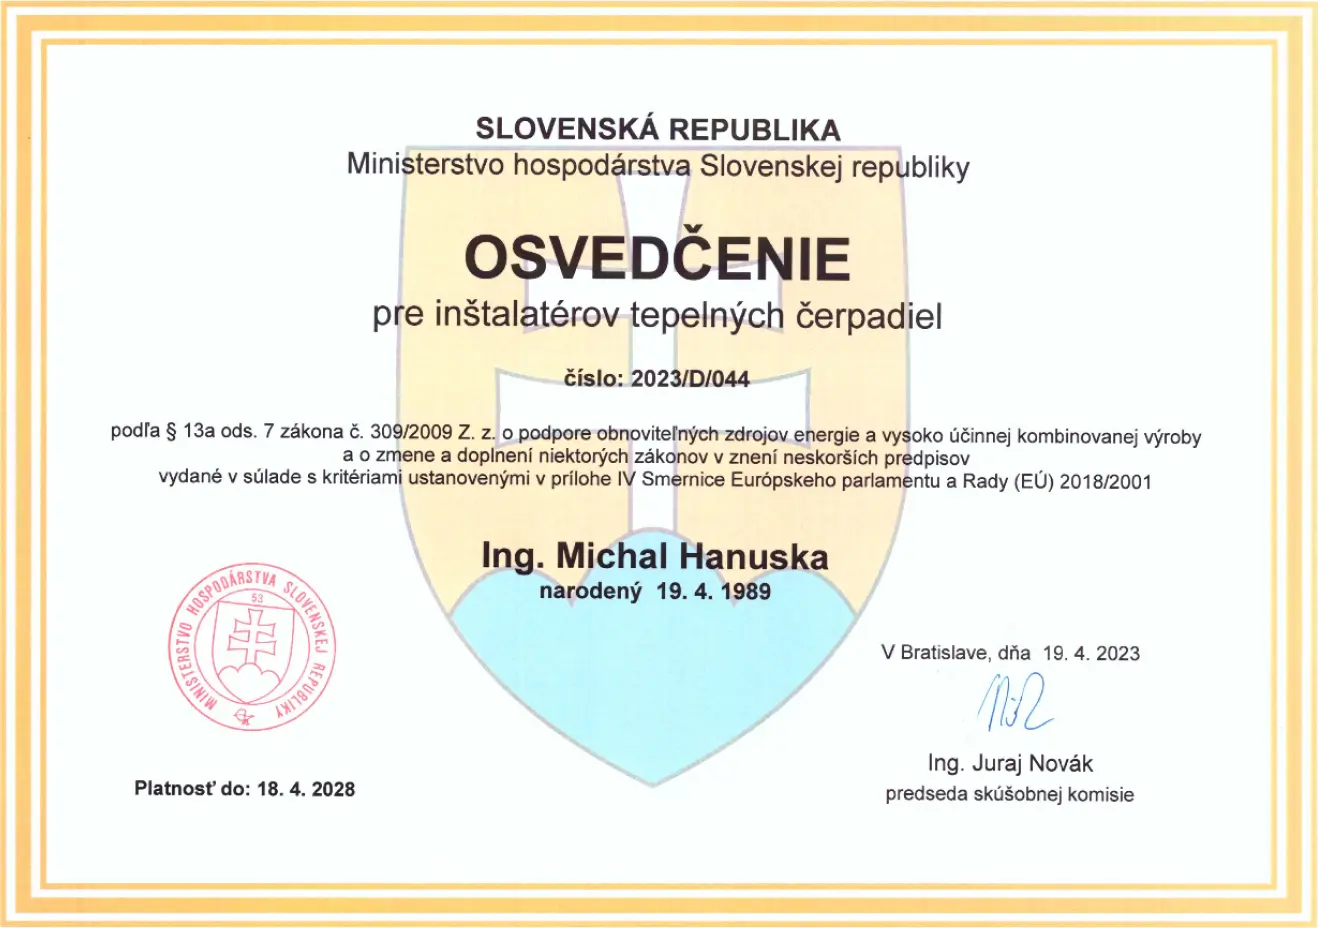 SLOVENSKÁ REPUBLIKA
Ministerstvo hospodárstva Slovenskej republiky
OSVEDČENIE
pre inštalatérov tepelných čerpadiel
číslo: 2023/D/044
podľa § 13a ods. 7 zákona č. 309/2009 Z. z. o podpore obnoviteľných zdrojov energie a vysoko účinnej kombinovanej výroby
a o zmene a doplnení niektorých zákonov v znení neskorších predpisov
vydané v súlade s kritériami ustanovenými v prílohe IV Smernice Európskeho parlamentu a Rady (EÚ) 2018/2001
Ing. Michal Hanuska
narodený 19. 4. 1989
MINISTERSTVO HOSPODÁRSTVA SLOVENSKEJ REPUBLIKY
53
V Bratislave, dňa 19. 4. 2023
Ing. Juraj Novák
predseda skúšobnej komisie
Platnosť do: 18. 4. 2028